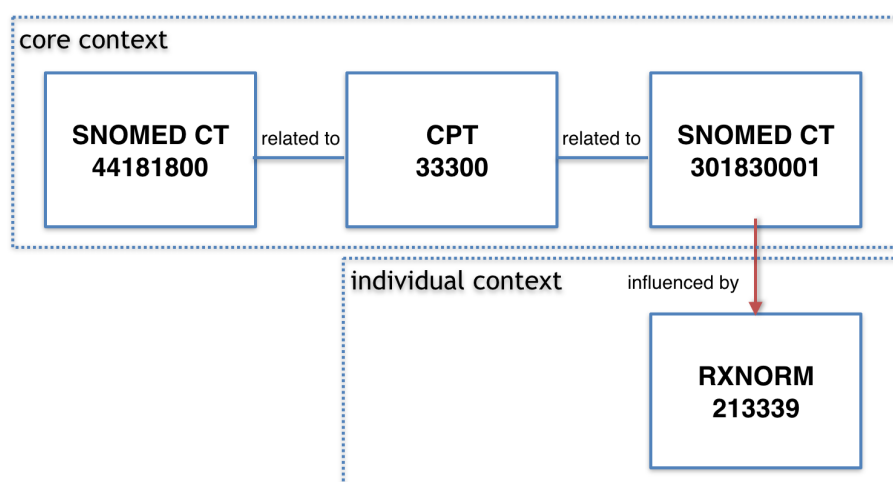 core context
SNOMED CT
44181800
related to
CPT
33300
related to
SNOMED CT
301830001
individual context
influenced by
RXNORM
213339